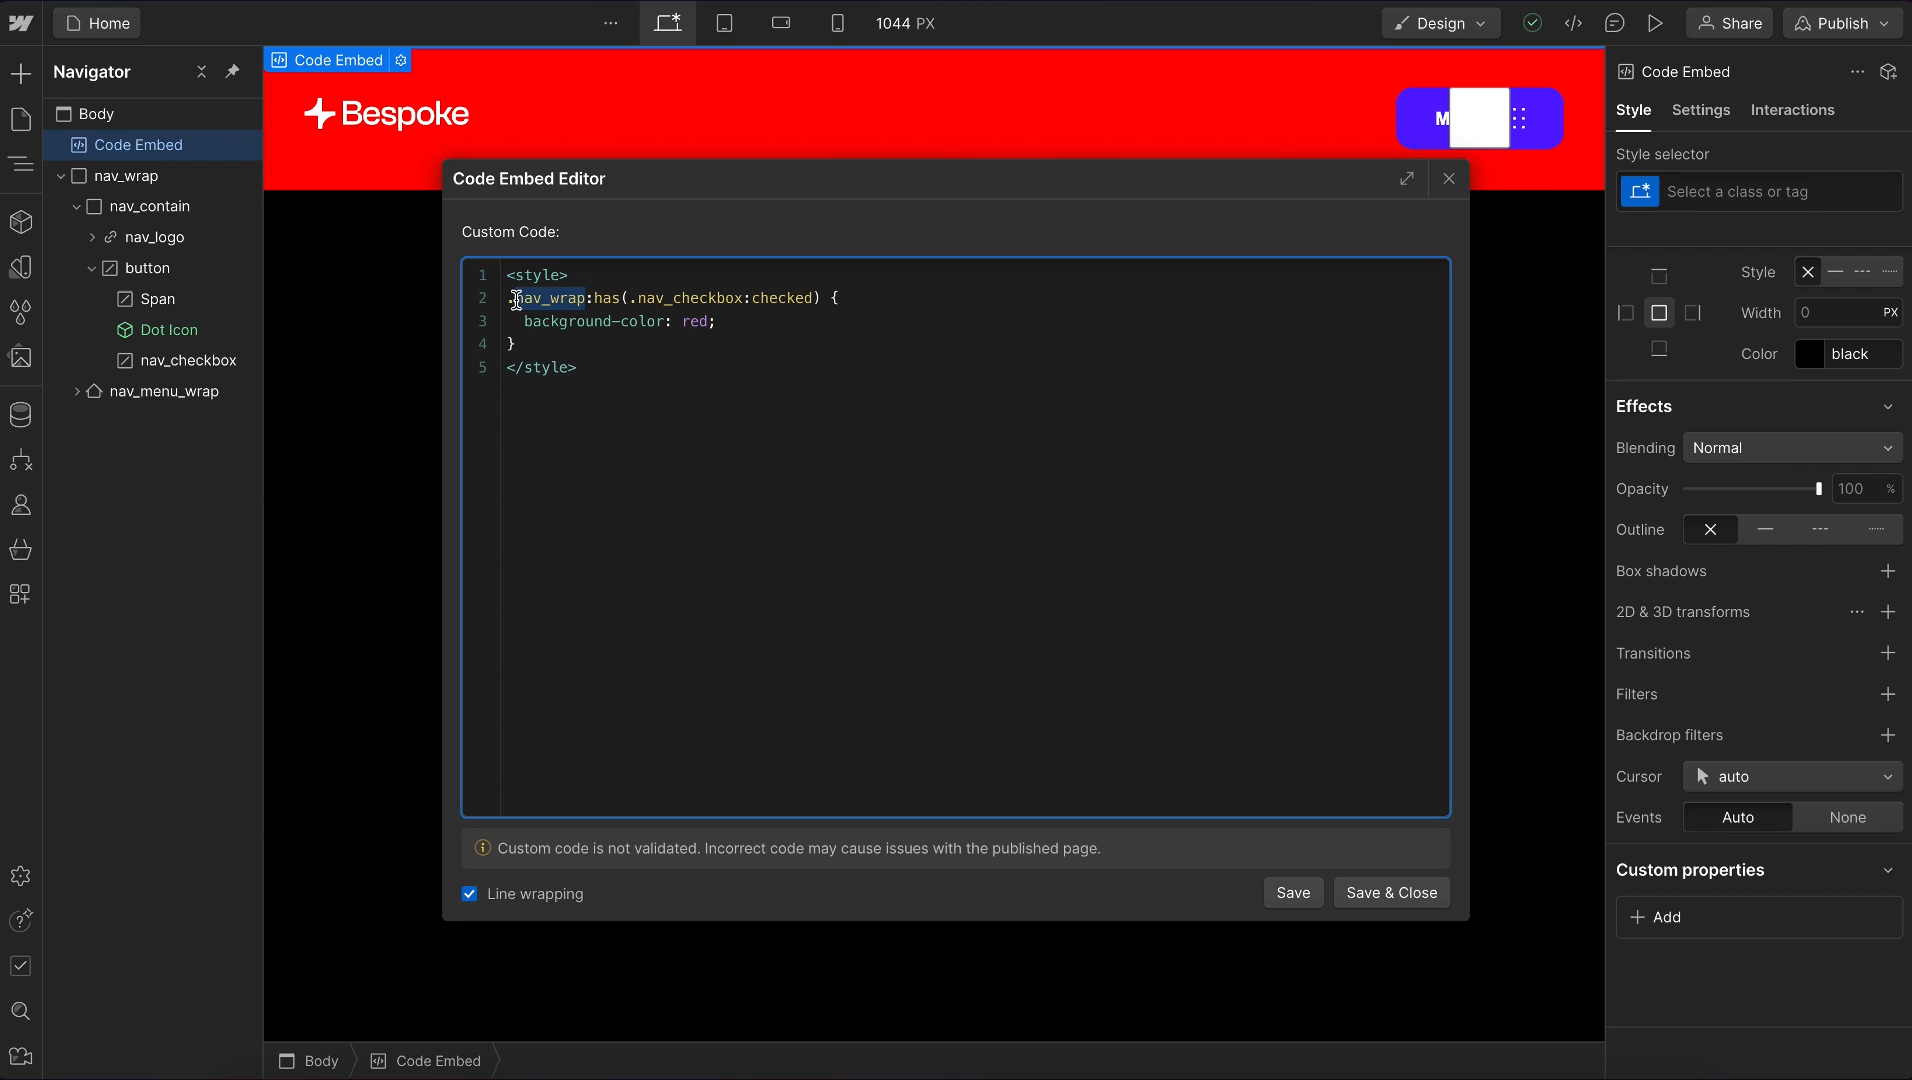 Home
1044 PX
Design
Share
Publish
Navigator
Body
Code Embed
nav_wrap
nav_contain
nav_logo
button
Span
Dot Icon
nav_checkbox
nav_menu_wrap
Code Embed
Bespoke
M
Code Embed Editor
Custom Code:
1 <style>
2 .nav_wrap:has(.nav_checkbox:checked) {
3 background-color: red;
4 }
5 </style>
Custom code is not validated. Incorrect code may cause issues with the published page.
Line wrapping
Save
Save & Close
Body
Code Embed
Code Embed
Style Settings Interactions
Style selector
Select a class or tag
Style
Width 0 PX
Color black
Effects
Blending Normal
Opacity 100 %
Outline
Box shadows
2D & 3D transforms
Transitions
Filters
Backdrop filters
Cursor auto
Events Auto None
Custom properties
Add